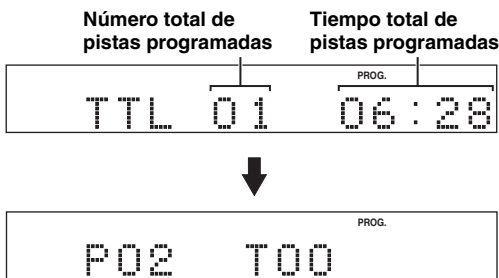 Número total de
pistas programadas
Tiempo total de
pistas programadas
PROG.
TTL 01 06:28
PROG.
P02 T00